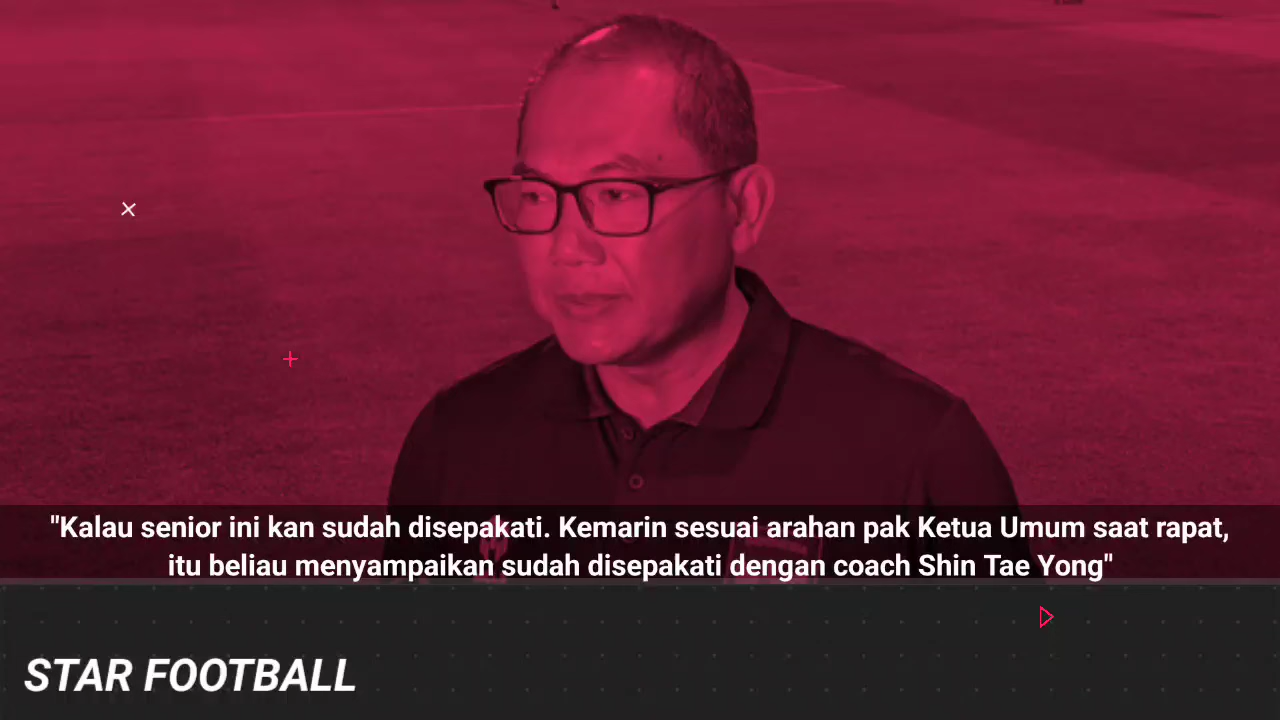 "Kalau senior ini kan sudah disepakati. Kemarin sesuai arahan pak Ketua Umum saat rapat,
itu beliau menyampaikan sudah disepakati dengan coach Shin Tae Yong"
STAR FOOTBALL